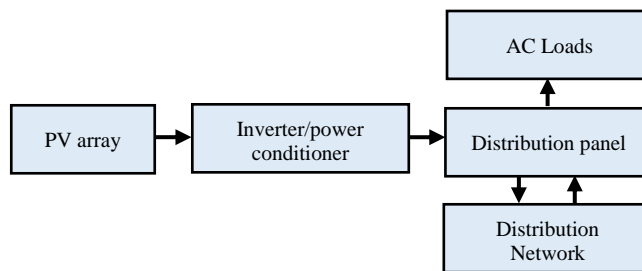 AC Loads
PV array
Inverter/power
conditioner
Distribution panel
Distribution
Network